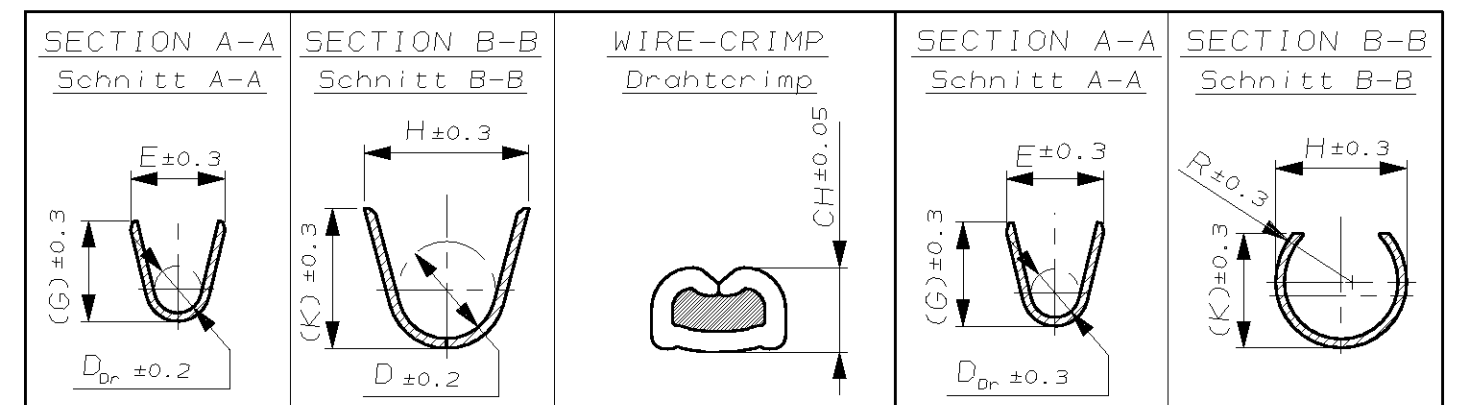 SECTION A-A
Schnitt A-A
E±0.3
(G)±0.3
D_Dr ±0.2
SECTION B-B
Schnitt B-B
H±0.3
(K)±0.3
D ±0.2
WIRE-CRIMP
Drahtcrimp
CH±0.05
SECTION A-A
Schnitt A-A
E±0.3
(G)±0.3
D_Dr ±0.3
SECTION B-B
Schnitt B-B
H±0.3
R±0.3
(K)±0.3